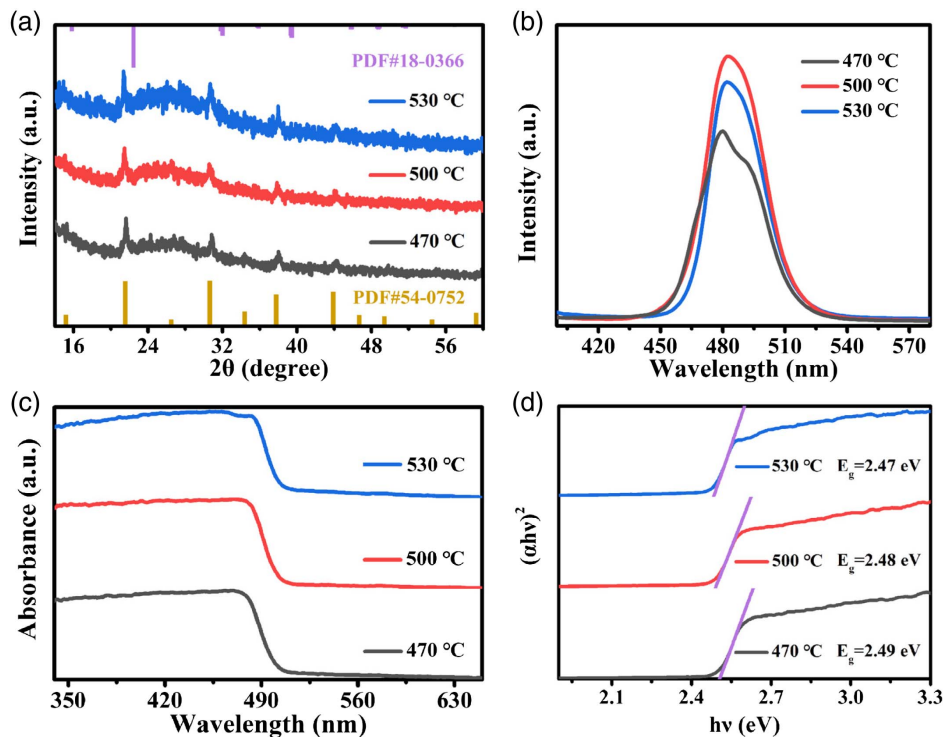 (a)
PDF#18-0366
530 °C
500 °C
470 °C
PDF#54-0752
Intensity (a.u.)
16 24 32 40 48 56
2θ (degree)
(b)
470 °C
500 °C
530 °C
Intensity (a.u.)
420 450 480 510 540 570
Wavelength (nm)
(c)
530 °C
500 °C
470 °C
Absorbance (a.u.)
350 420 490 560 630
Wavelength (nm)
(d)
530 °C E_g=2.47 eV
500 °C E_g=2.48 eV
470 °C E_g=2.49 eV
(αhν)²
2.1 2.4 2.7 3.0 3.3
hν (eV)